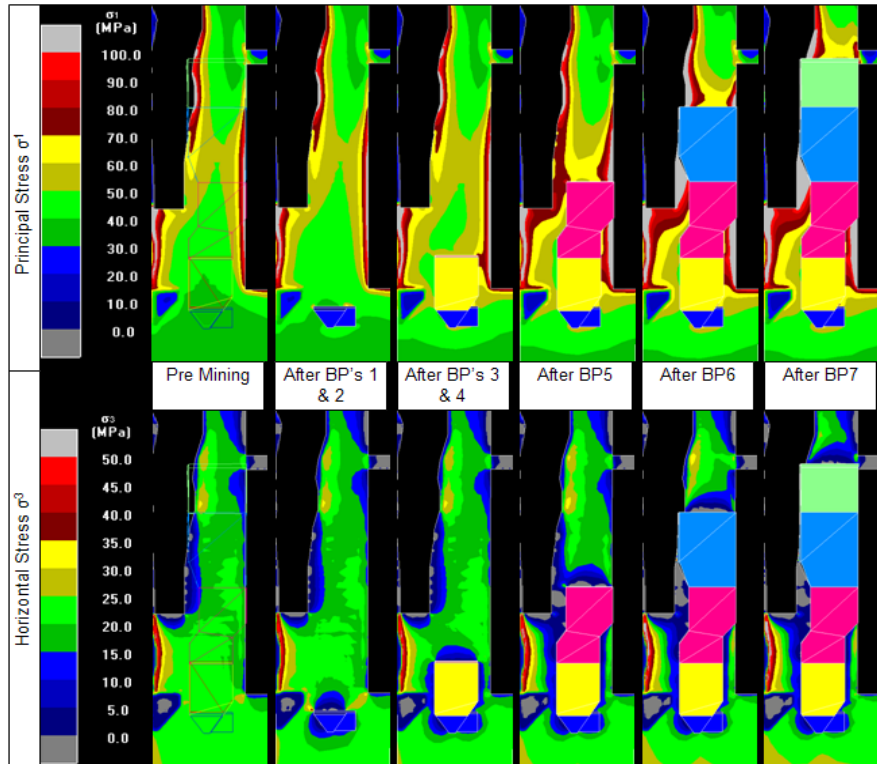 Principal Stress σ¹
σ₁
(MPa)
100.0
90.0
80.0
70.0
60.0
50.0
40.0
30.0
20.0
10.0
0.0
Pre Mining
After BP's 1
& 2
After BP's 3
& 4
After BP5
After BP6
After BP7
Horizontal Stress σ³
σ₃
(MPa)
50.0
45.0
40.0
35.0
30.0
25.0
20.0
15.0
10.0
5.0
0.0